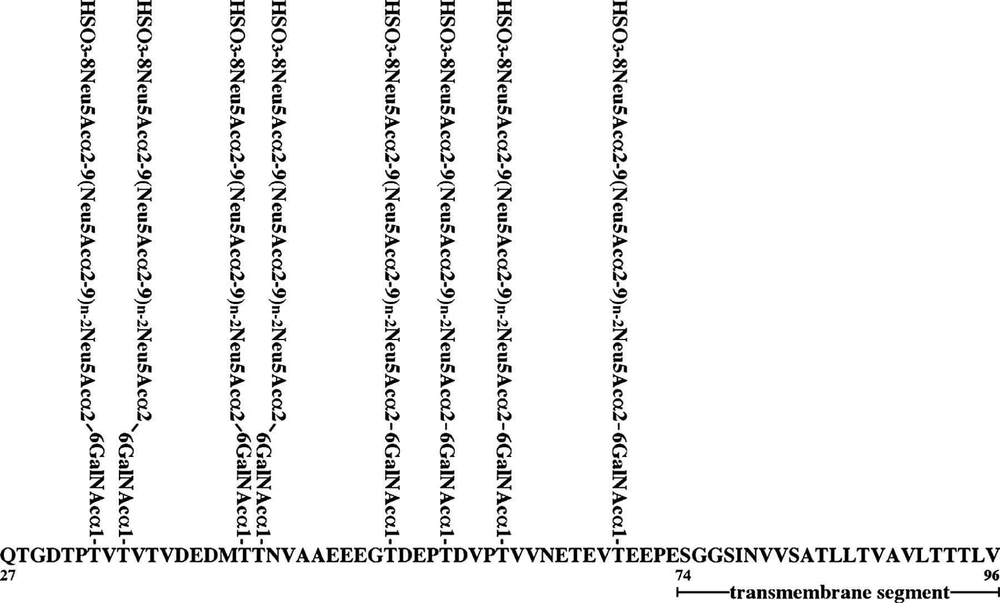 HSO3-8Neu5Acα2-9(Neu5Acα2-9)n-2Neu5Acα2-6GalNAcα1-
HSO3-8Neu5Acα2-9(Neu5Acα2-9)n-2Neu5Acα2-6GalNAcα1-
HSO3-8Neu5Acα2-9(Neu5Acα2-9)n-2Neu5Acα2-6GalNAcα1-
HSO3-8Neu5Acα2-9(Neu5Acα2-9)n-2Neu5Acα2-6GalNAcα1-
HSO3-8Neu5Acα2-9(Neu5Acα2-9)n-2Neu5Acα2-6GalNAcα1-
HSO3-8Neu5Acα2-9(Neu5Acα2-9)n-2Neu5Acα2-6GalNAcα1-
HSO3-8Neu5Acα2-9(Neu5Acα2-9)n-2Neu5Acα2-6GalNAcα1-
HSO3-8Neu5Acα2-9(Neu5Acα2-9)n-2Neu5Acα2-6GalNAcα1-
QTGDTPTVTVTVDEDMTTNVAAEEEGTDEPTDVPTVVNETEVTEEPESGGSINVVSATLLTVAVLTTTLV
27 74 96
transmembrane segment